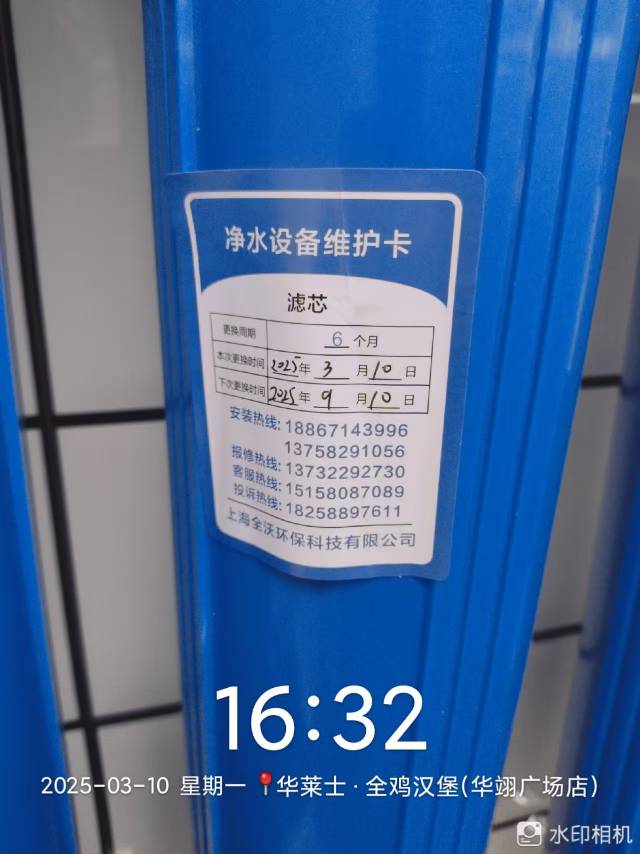 净水设备维护卡
滤芯
更换周期 6 个月
本次更换时间 2025年 3 月 10 日
下次更换时间 2025年 9 月 10 日
安装热线: 18867143996
13758291056
报修热线: 13732292730
客服热线: 15158087089
投诉热线: 18258897611
上海全沃环保科技有限公司
16:32
2025-03-10 星期一 华莱士·全鸡汉堡(华翊广场店)
水印相机